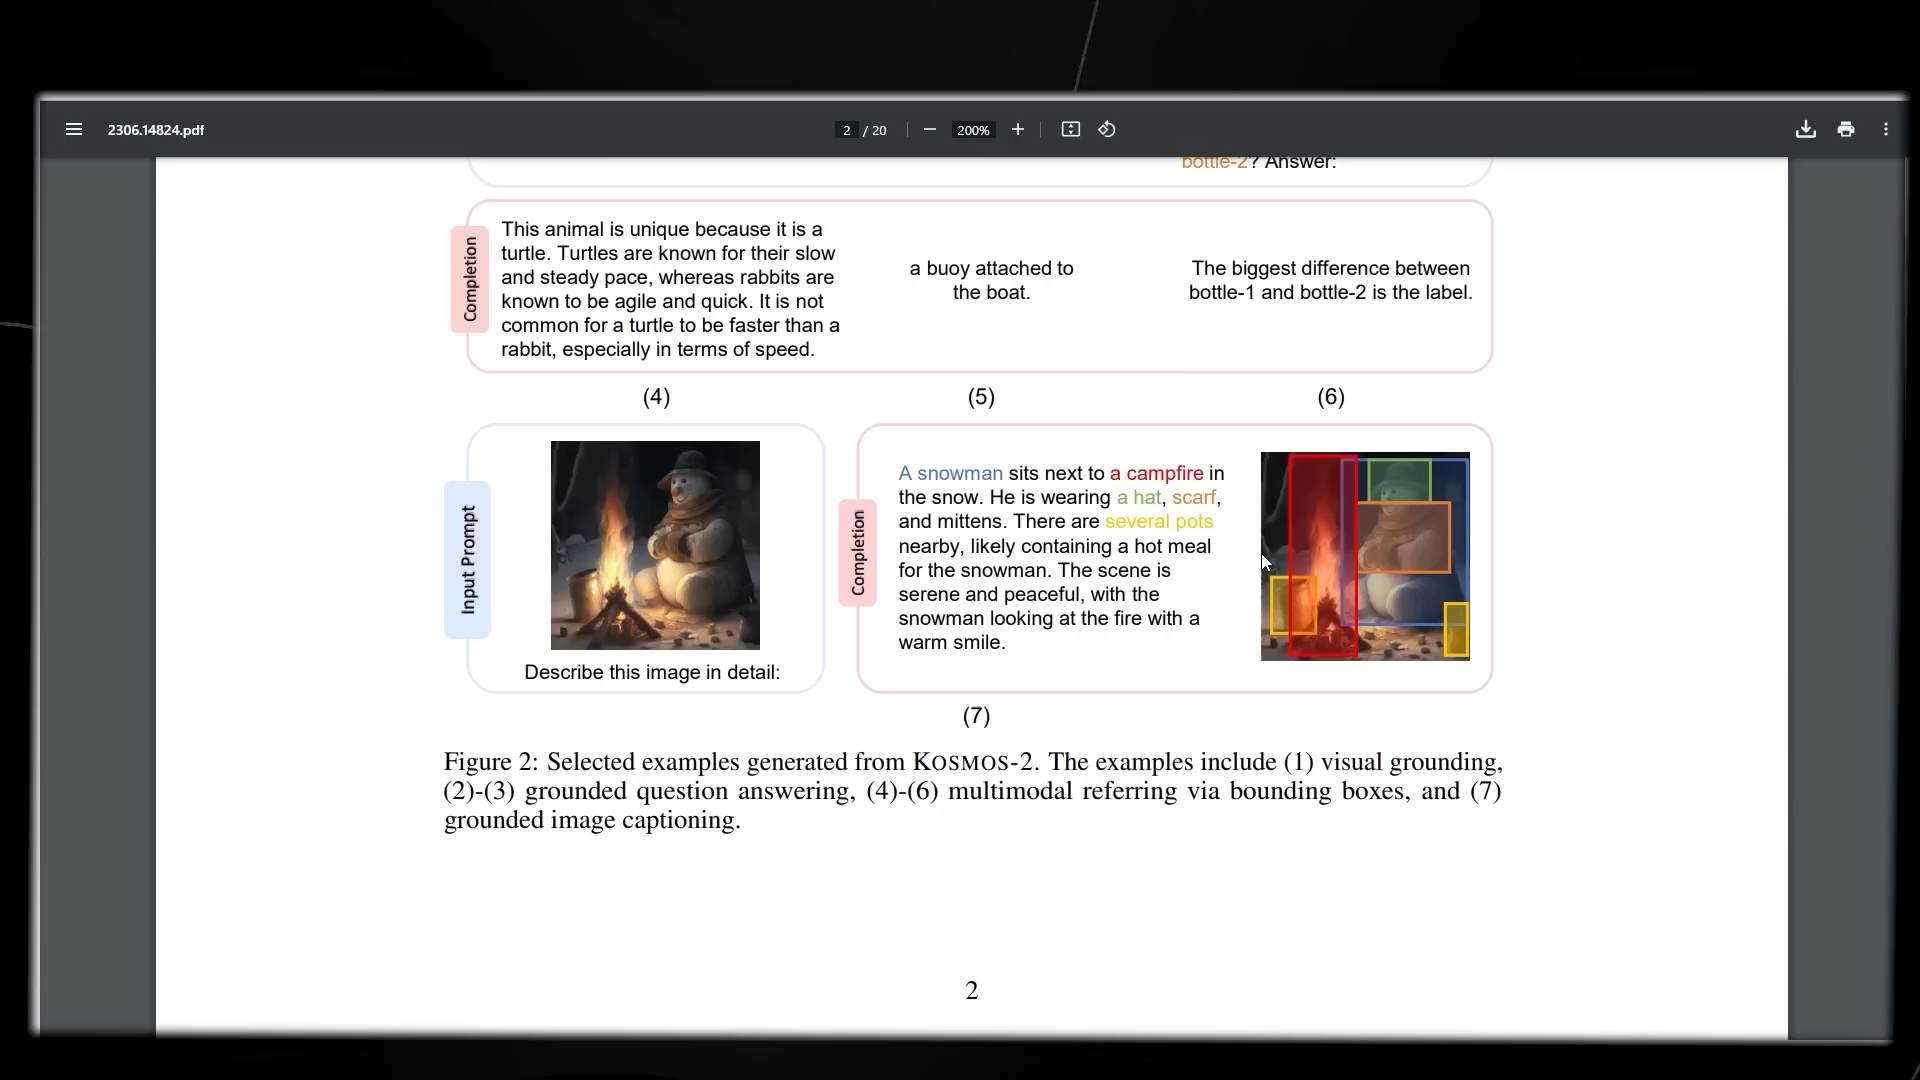 2306.14824.pdf
2 / 20
200%
bottle-2? Answer:
Completion
This animal is unique because it is a
turtle. Turtles are known for their slow
and steady pace, whereas rabbits are
known to be agile and quick. It is not
common for a turtle to be faster than a
rabbit, especially in terms of speed.
a buoy attached to
the boat.
The biggest difference between
bottle-1 and bottle-2 is the label.
(4)
(5)
(6)
Input Prompt
Describe this image in detail:
Completion
A snowman sits next to a campfire in
the snow. He is wearing a hat, scarf,
and mittens. There are several pots
nearby, likely containing a hot meal
for the snowman. The scene is
serene and peaceful, with the
snowman looking at the fire with a
warm smile.
(7)
Figure 2: Selected examples generated from KOSMOS-2. The examples include (1) visual grounding,
(2)-(3) grounded question answering, (4)-(6) multimodal referring via bounding boxes, and (7)
grounded image captioning.
2